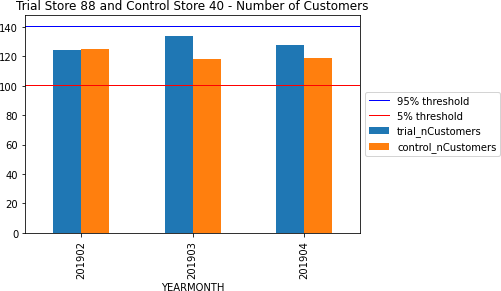 Trial Store 88 and Control Store 40 - Number of Customers
140
120
100
80
60
40
20
0
201902
201903
201904
YEARMONTH
95% threshold
5% threshold
trial_nCustomers
control_nCustomers